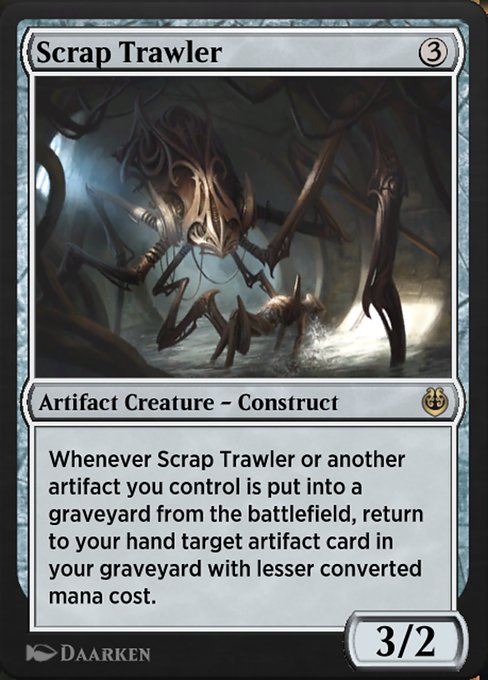 Scrap Trawler 3
Artifact Creature – Construct
Whenever Scrap Trawler or another
artifact you control is put into a
graveyard from the battlefield, return
to your hand target artifact card in
your graveyard with lesser converted
mana cost.
3/2
DAARKEN